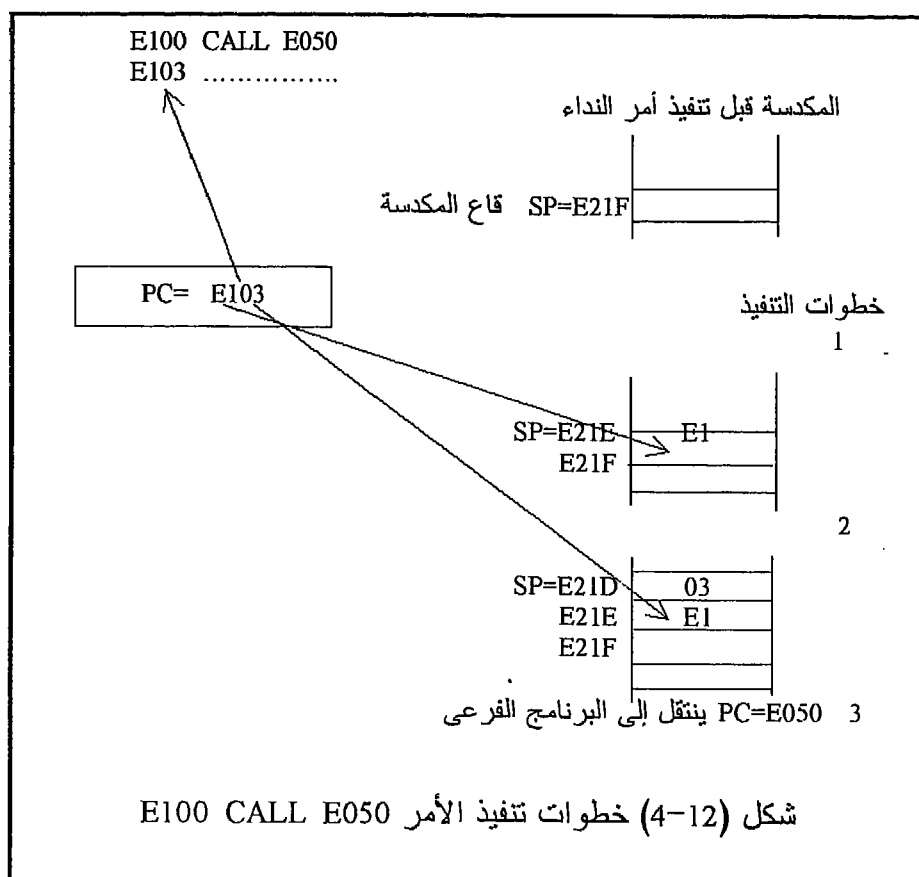 E100 CALL E050
E103 ................
المكدسة قبل تنفيذ أمر النداء
قاع المكدسة SP=E21F
PC= E103
خطوات التنفيذ
1
SP=E21E E1
E21F
2
SP=E21D 03
E21E E1
E21F
3 PC=E050 ينتقل إلى البرنامج الفرعى
شكل (12-4) خطوات تنفيذ الأمر E100 CALL E050